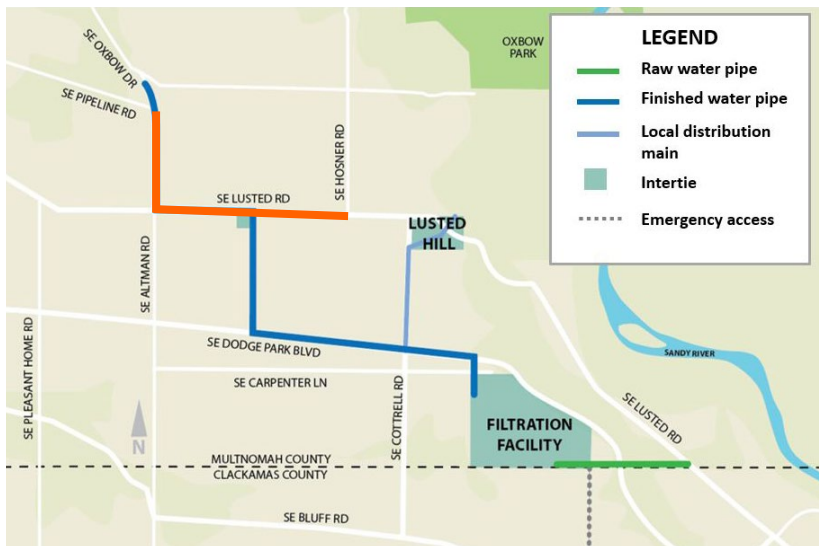 SE OXBOW DR
SE PIPELINE RD
OXBOW
PARK
LEGEND
Raw water pipe
Finished water pipe
Local distribution
main
Intertie
Emergency access
SE HOSNER RD
SE LUSTED RD
LUSTED
HILL
SE ALTMAN RD
SE PLEASANT HOME RD
SE DODGE PARK BLVD
SANDY RIVER
SE CARPENTER LN
SE COTTRELL RD
SE LUSTED RD
FILTRATION
FACILITY
N
MULTNOMAH COUNTY
CLACKAMAS COUNTY
SE BLUFF RD